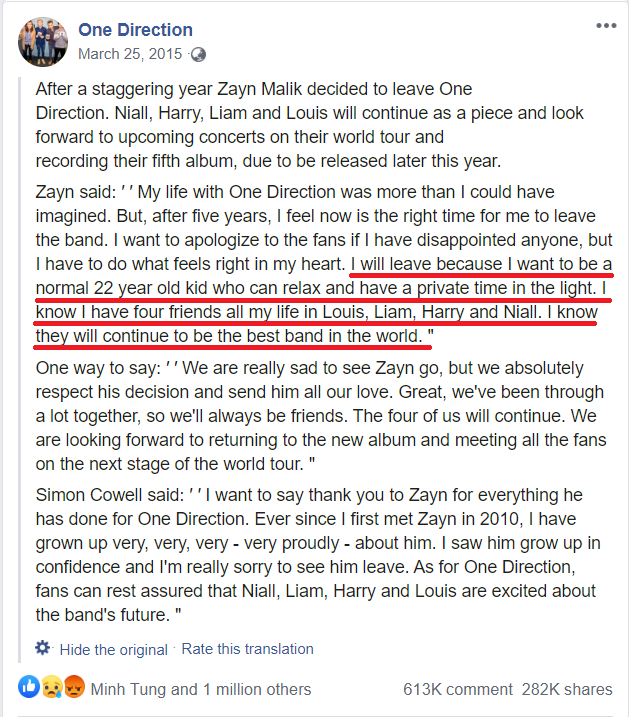 One Direction
March 25, 2015 ·
After a staggering year Zayn Malik decided to leave One
Direction. Niall, Harry, Liam and Louis will continue as a piece and look
forward to upcoming concerts on their world tour and
recording their fifth album, due to be released later this year.
Zayn said: ' ' My life with One Direction was more than I could have
imagined. But, after five years, I feel now is the right time for me to leave
the band. I want to apologize to the fans if I have disappointed anyone, but
I have to do what feels right in my heart. I will leave because I want to be a
normal 22 year old kid who can relax and have a private time in the light. I
know I have four friends all my life in Louis, Liam, Harry and Niall. I know
they will continue to be the best band in the world. "
One way to say: ' ' We are really sad to see Zayn go, but we absolutely
respect his decision and send him all our love. Great, we've been through
a lot together, so we'll always be friends. The four of us will continue. We
are looking forward to returning to the new album and meeting all the fans
on the next stage of the world tour. "
Simon Cowell said: ' ' I want to say thank you to Zayn for everything he
has done for One Direction. Ever since I first met Zayn in 2010, I have
grown up very, very, very - very proudly - about him. I saw him grow up in
confidence and I'm really sorry to see him leave. As for One Direction,
fans can rest assured that Niall, Liam, Harry and Louis are excited about
the band's future. "
Hide the original · Rate this translation
Minh Tung and 1 million others 613K comment 282K shares